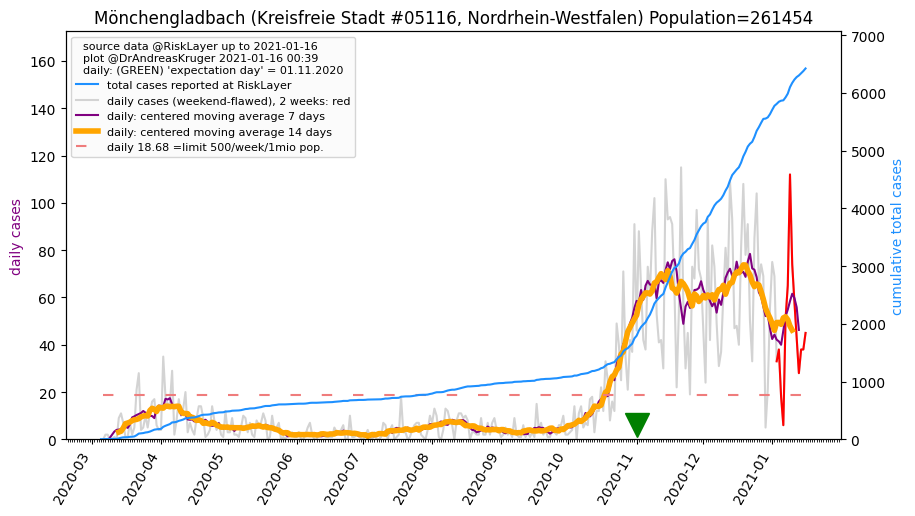 Mönchengladbach (Kreisfreie Stadt #05116, Nordrhein-Westfalen) Population=261454
source data @RiskLayer up to 2021-01-16
plot @DrAndreasKruger 2021-01-16 00:39
daily: (GREEN) 'expectation day' = 01.11.2020
total cases reported at RiskLayer
daily cases (weekend-flawed), 2 weeks: red
daily: centered moving average 7 days
daily: centered moving average 14 days
daily 18.68 =limit 500/week/1mio pop.
daily cases
160
140
120
100
80
60
40
20
0
cumulative total cases
7000
6000
5000
4000
3000
2000
1000
0
2020-03
2020-04
2020-05
2020-06
2020-07
2020-08
2020-09
2020-10
2020-11
2020-12
2021-01